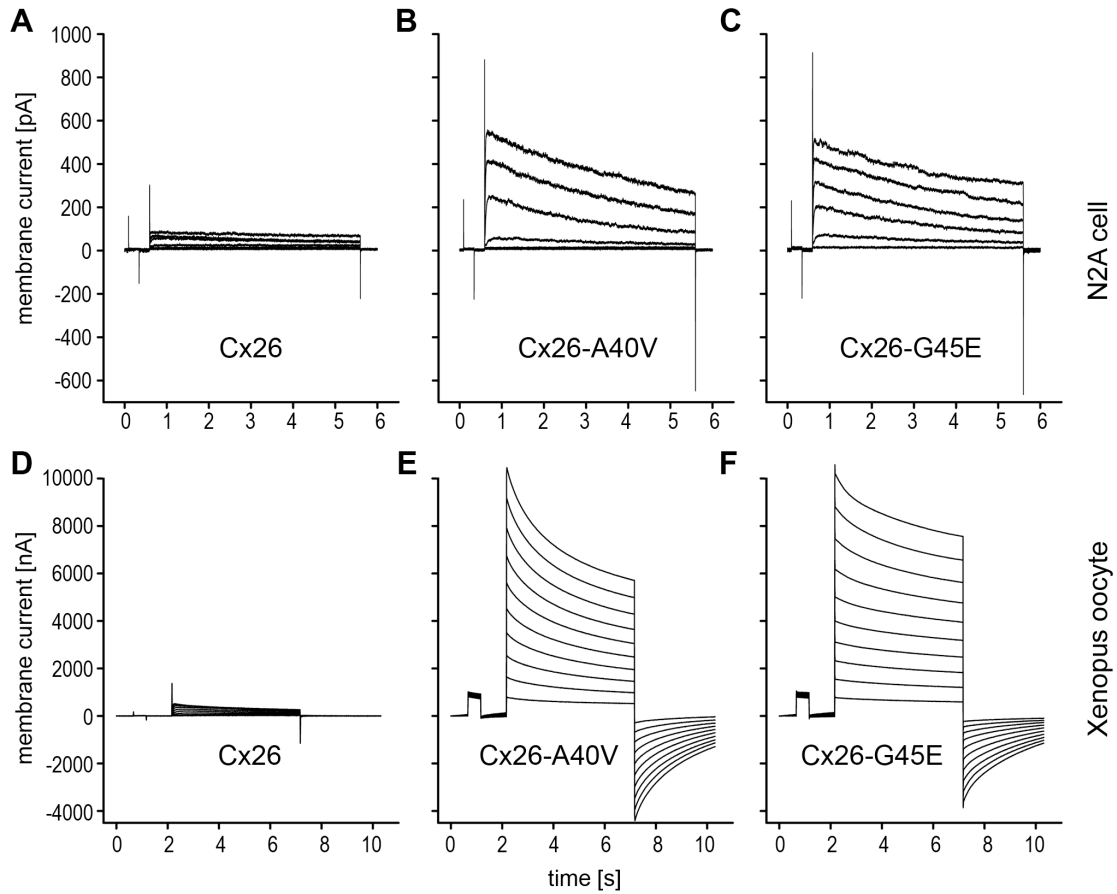 A
B
C
1000
800
600
400
200
0
-200
-400
-600
membrane current [pA]
Cx26
Cx26-A40V
Cx26-G45E
N2A cell
0 1 2 3 4 5 6
0 1 2 3 4 5 6
0 1 2 3 4 5 6
D
E
F
10000
8000
6000
4000
2000
0
-2000
-4000
membrane current [nA]
Cx26
Cx26-A40V
Cx26-G45E
Xenopus oocyte
0 2 4 6 8 10
0 2 4 6 8 10
0 2 4 6 8 10
time [s]